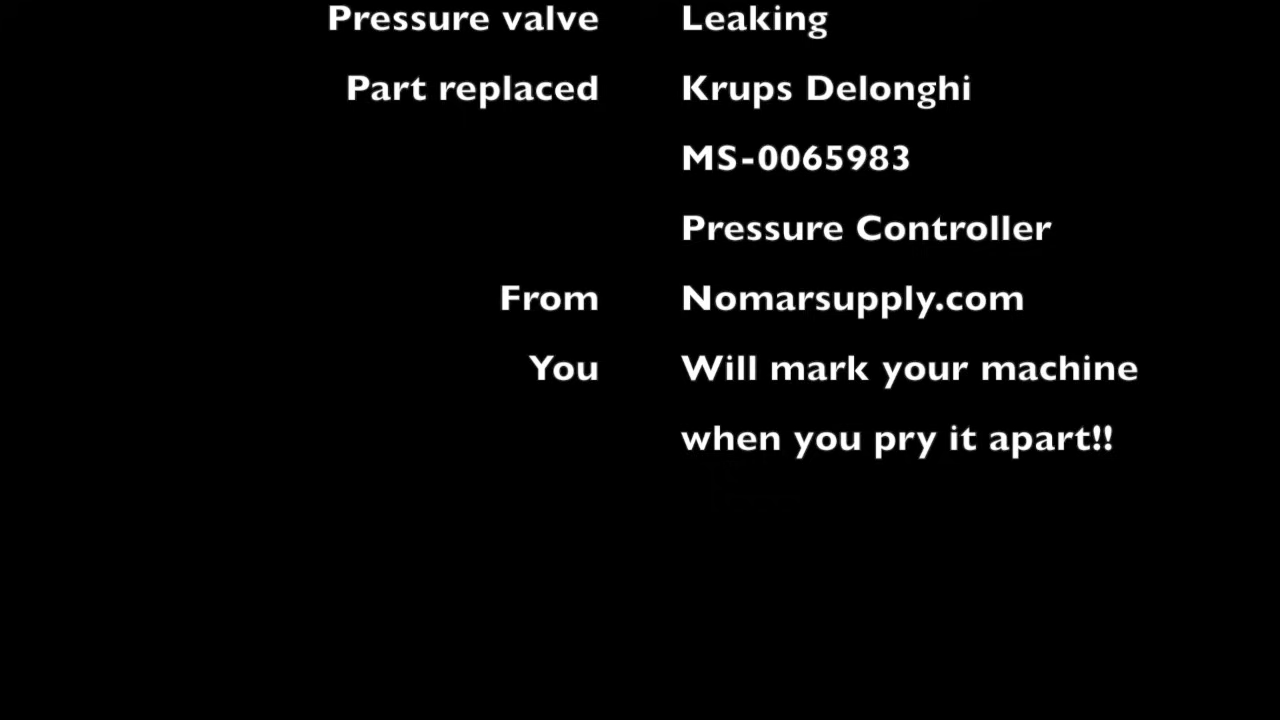 Pressure valve Leaking
Part replaced Krups Delonghi
MS-0065983
Pressure Controller
From Nomarsupply.com
You Will mark your machine
when you pry it apart!!